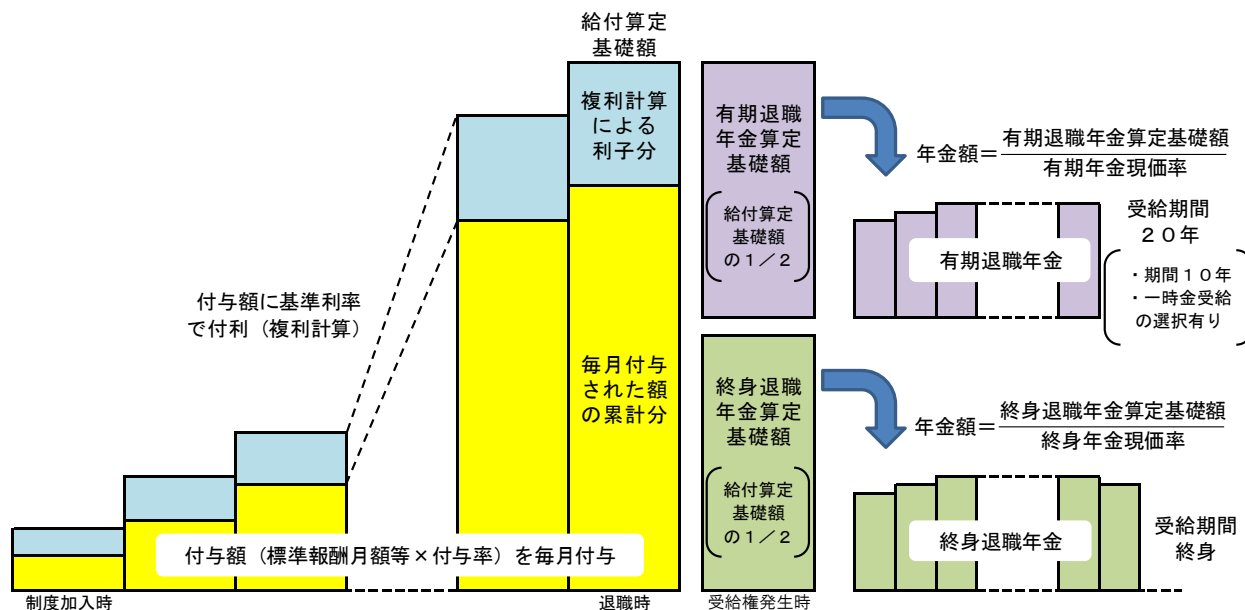 給付算定
基礎額
複利計算
による
利子分
毎月付与
された額
の累計分
付与額に基準利率
で付利（複利計算）
付与額（標準報酬月額等×付与率）を毎月付与
制度加入時
退職時
受給権発生時
有期退職
年金算定
基礎額
給付算定
基礎額
の１／２
年金額＝有期退職年金算定基礎額
有期年金現価率
有期退職年金
受給期間
２０年
・期間１０年
・一時金受給
の選択有り
終身退職
年金算定
基礎額
給付算定
基礎額
の１／２
年金額＝終身退職年金算定基礎額
終身年金現価率
終身退職年金
受給期間
終身